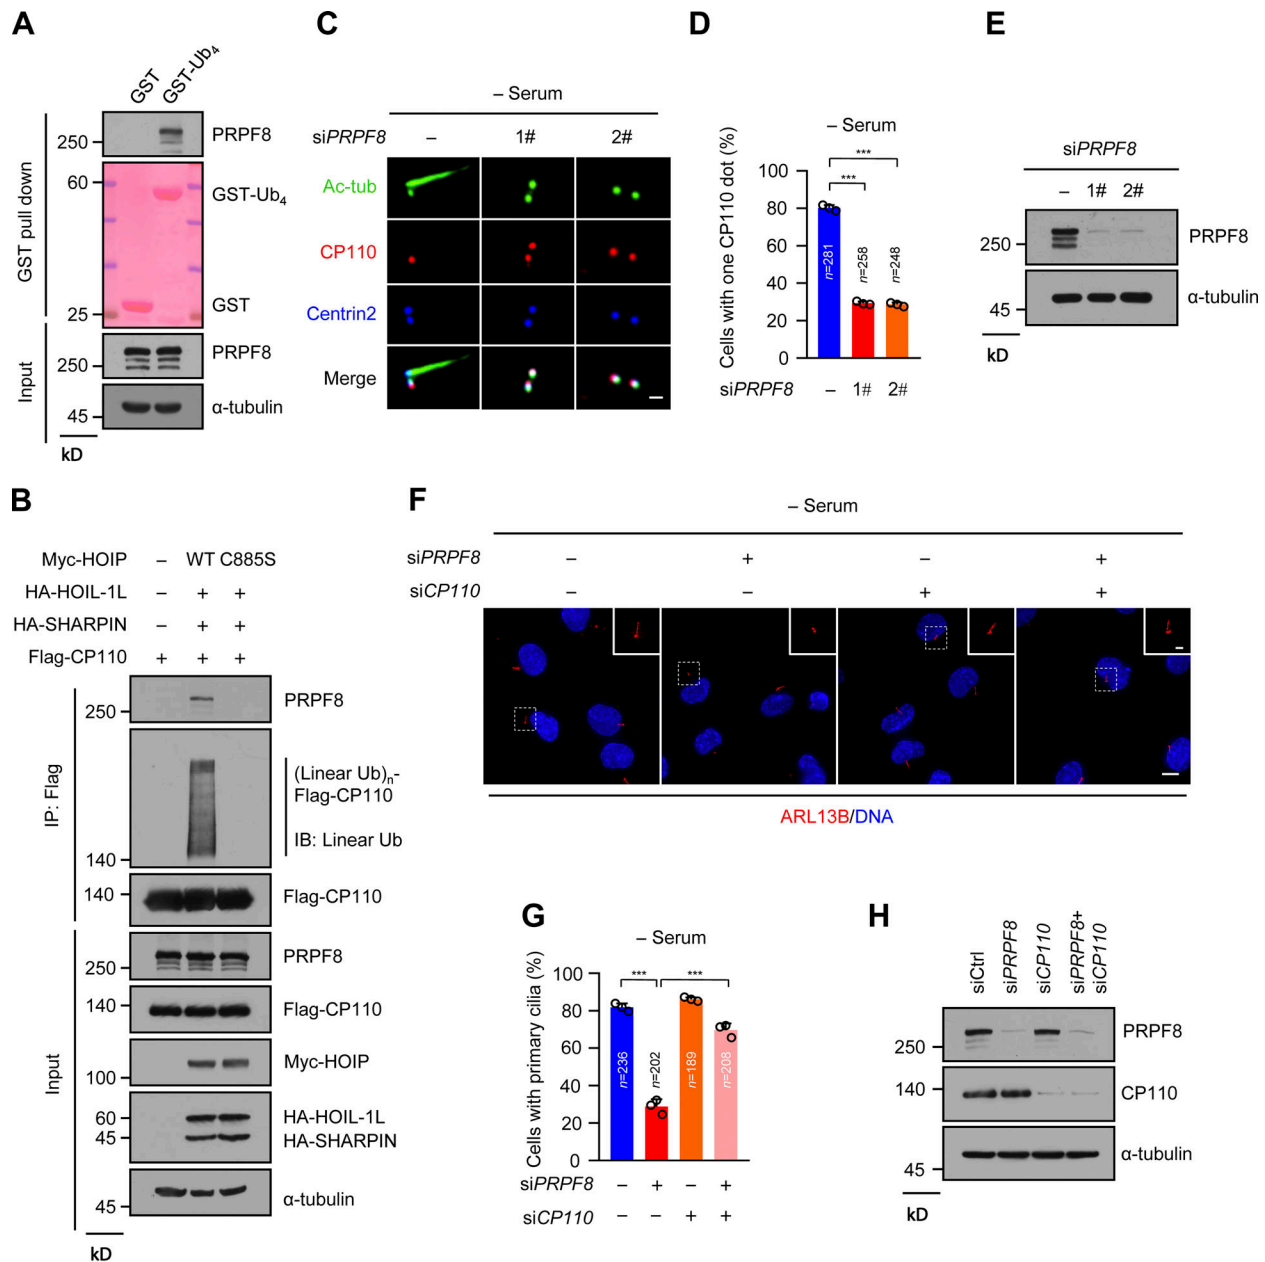 A
GST
GST-Ub4
GST pull down
250
PRPF8
60
GST-Ub4
25
GST
Input
250
PRPF8
45
α-tubulin
kD
C
– Serum
siPRPF8 – 1# 2#
Ac-tub
CP110
Centrin2
Merge
D
– Serum
Cells with one CP110 dot (%)
100
80
60
40
20
0
***
***
n=281
n=258
n=248
siPRPF8 – 1# 2#
E
siPRPF8
– 1# 2#
250
PRPF8
45
α-tubulin
kD
B
Myc-HOIP – WT C885S
HA-HOIL-1L – + +
HA-SHARPIN – + +
Flag-CP110 + + +
IP: Flag
250
PRPF8
(Linear Ub)n-
Flag-CP110
IB: Linear Ub
140
140
Flag-CP110
Input
250
PRPF8
140
Flag-CP110
100
Myc-HOIP
60
HA-HOIL-1L
45
HA-SHARPIN
45
α-tubulin
kD
F
– Serum
siPRPF8 – + – +
siCP110 – – + +
ARL13B/DNA
G
– Serum
Cells with primary cilia (%)
100
80
60
40
20
0
***
***
n=236
n=202
n=189
n=208
siPRPF8 – + – +
siCP110 – – + +
H
siCtrl
siPRPF8
siCP110
siPRPF8+
siCP110
250
PRPF8
140
CP110
45
α-tubulin
kD